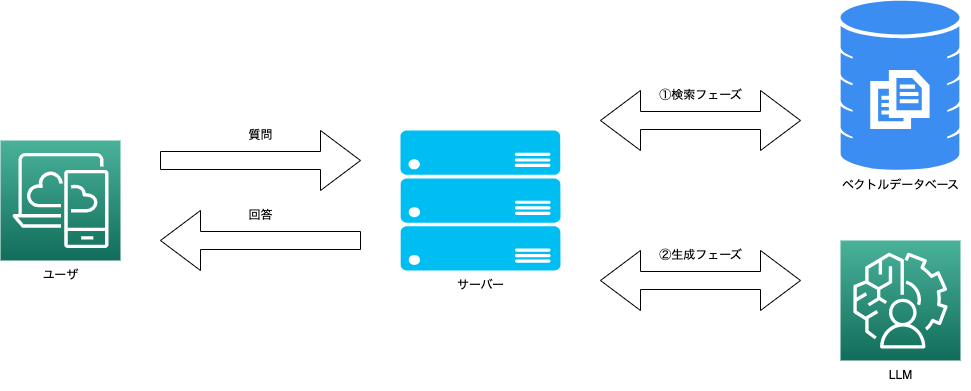 ①検索フェーズ
質問
ベクトルデータベース
回答
②生成フェーズ
ユーザ
サーバー
LLM